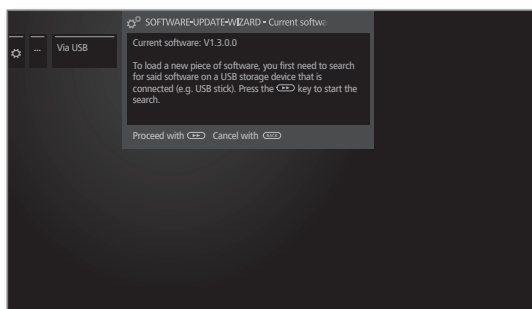 SOFTWARE-UPDATE-WIZARD - Current softwa
... Via USB
Current software: V1.3.0.0
To load a new piece of software, you first need to search
for said software on a USB storage device that is
connected (e.g. USB stick). Press the ▶▶ key to start the
search.
Proceed with ▶▶ Cancel with BACK